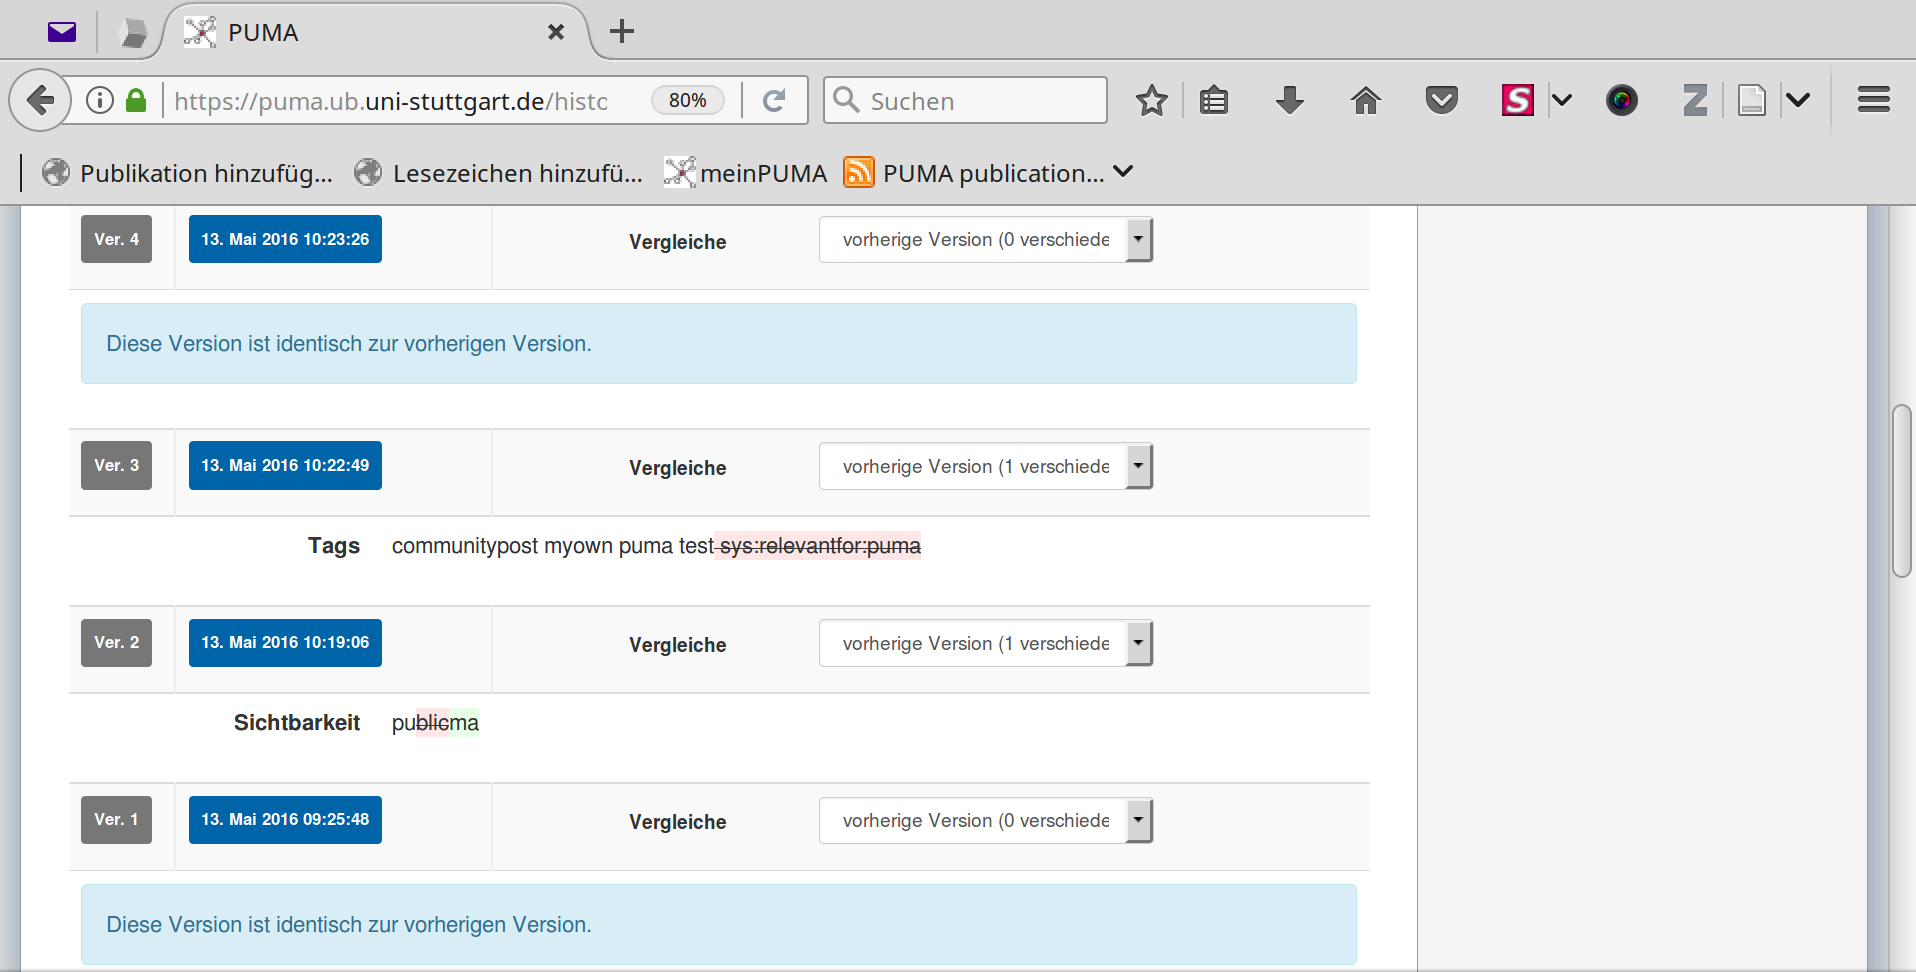 PUMA
https://puma.ub.uni-stuttgart.de/histo
80%
Suchen
S
Z
Publikation hinzufüg...
Lesezeichen hinzufü...
meinPUMA
PUMA publication...
Ver. 4
13. Mai 2016 10:23:26
Vergleiche
vorherige Version (0 verschiede
Diese Version ist identisch zur vorherigen Version.
Ver. 3
13. Mai 2016 10:22:49
Vergleiche
vorherige Version (1 verschiede
Tags
communitypost myown puma test sys:relevantfor:puma
Ver. 2
13. Mai 2016 10:19:06
Vergleiche
vorherige Version (1 verschiede
Sichtbarkeit
publicma
Ver. 1
13. Mai 2016 09:25:48
Vergleiche
vorherige Version (0 verschiede
Diese Version ist identisch zur vorherigen Version.